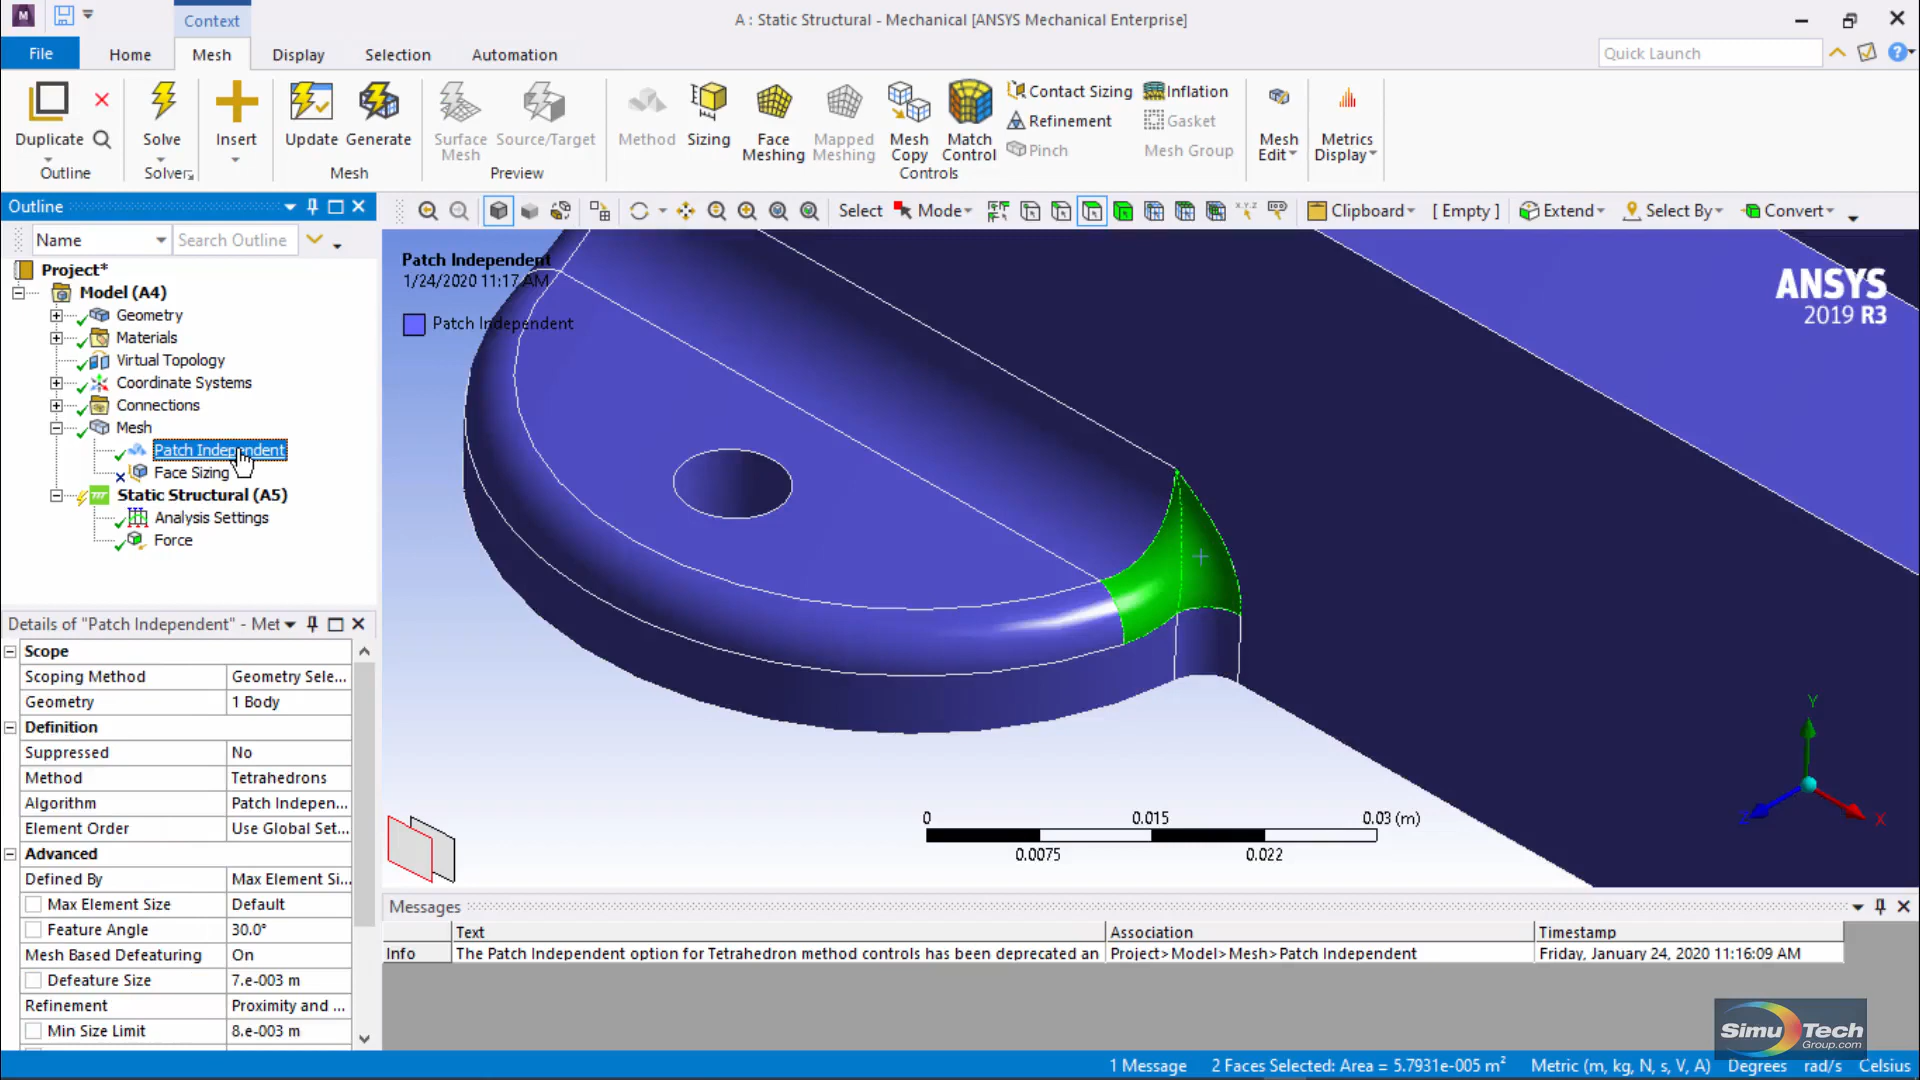 Context
A : Static Structural - Mechanical [ANSYS Mechanical Enterprise]
File Home Mesh Display Selection Automation
Quick Launch
Duplicate
Solve
Insert
Update Generate
Surface Mesh
Source/Target
Method Sizing
Face Meshing
Mapped Meshing
Mesh Copy
Match Control
Contact Sizing
Refinement
Pinch
Inflation
Gasket
Mesh Group
Mesh Edit
Metrics Display
Outline Solver Mesh Preview Controls
Outline
Name Search Outline
Select Mode Clipboard [ Empty ] Extend Select By Convert
Project*
Model (A4)
Geometry
Materials
Virtual Topology
Coordinate Systems
Connections
Mesh
Patch Independent
Face Sizing
Static Structural (A5)
Analysis Settings
Force
Patch Independent
1/24/2020 11:17 AM
Patch Independent
ANSYS
2019 R3
Y
X
Z
0 0.015 0.03 (m)
0.0075 0.022
Details of "Patch Independent" - Met
Scope
Scoping Method Geometry Sele...
Geometry 1 Body
Definition
Suppressed No
Method Tetrahedrons
Algorithm Patch Indepen...
Element Order Use Global Set...
Advanced
Defined By Max Element Si...
Max Element Size Default
Feature Angle 30.0°
Mesh Based Defeaturing On
Defeature Size 7.e-003 m
Refinement Proximity and ...
Min Size Limit 8.e-003 m
Messages
Text Association Timestamp
Info The Patch Independent option for Tetrahedron method controls has been deprecated an Project>Model>Mesh>Patch Independent Friday, January 24, 2020 11:16:09 AM
SimuTech
Group.com
1 Message 2 Faces Selected: Area = 5.7931e-005 m² Metric (m, kg, N, s, V, A) Degrees rad/s Celsius